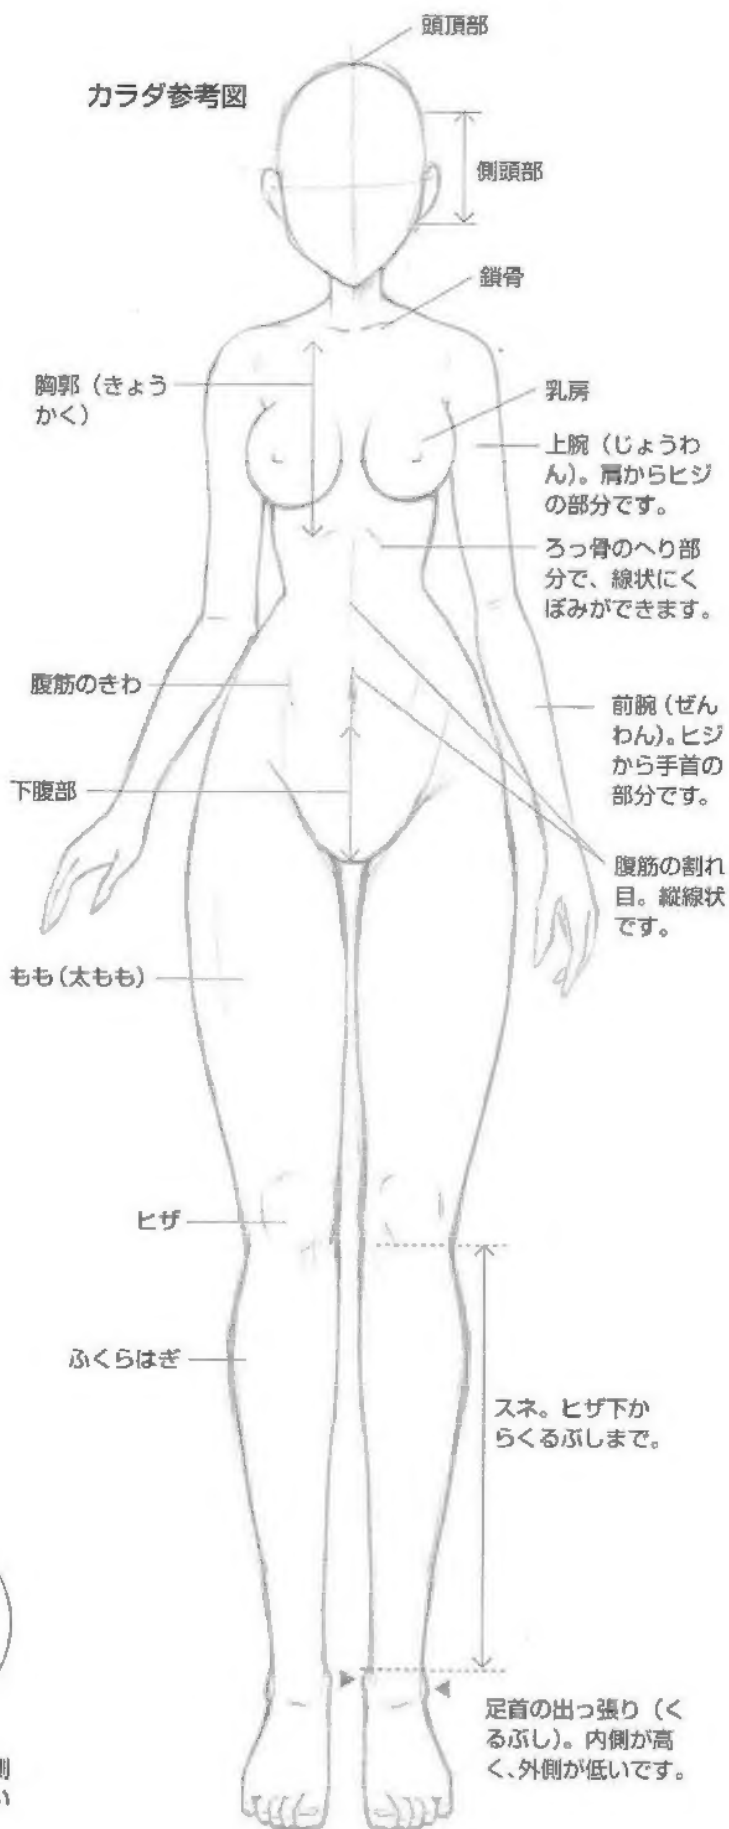 頭頂部
カラダ参考図
側頭部
鎖骨
胸郭（きょう
かく）
乳房
上腕（じょうわ
ん）。肩からヒジ
の部分です。
ろっ骨のへり部
分で、線状にく
ぼみができます。
腹筋のきわ
前腕（ぜん
わん）。ヒジ
から手首の
部分です。
下腹部
腹筋の割れ
目。縦線状
です。
もも（太もも）
ヒザ
ふくらはぎ
スネ。ヒザ下か
らくるぶしまで。
足首の出っ張り（く
るぶし）。内側が高
く、外側が低いです。
側
い